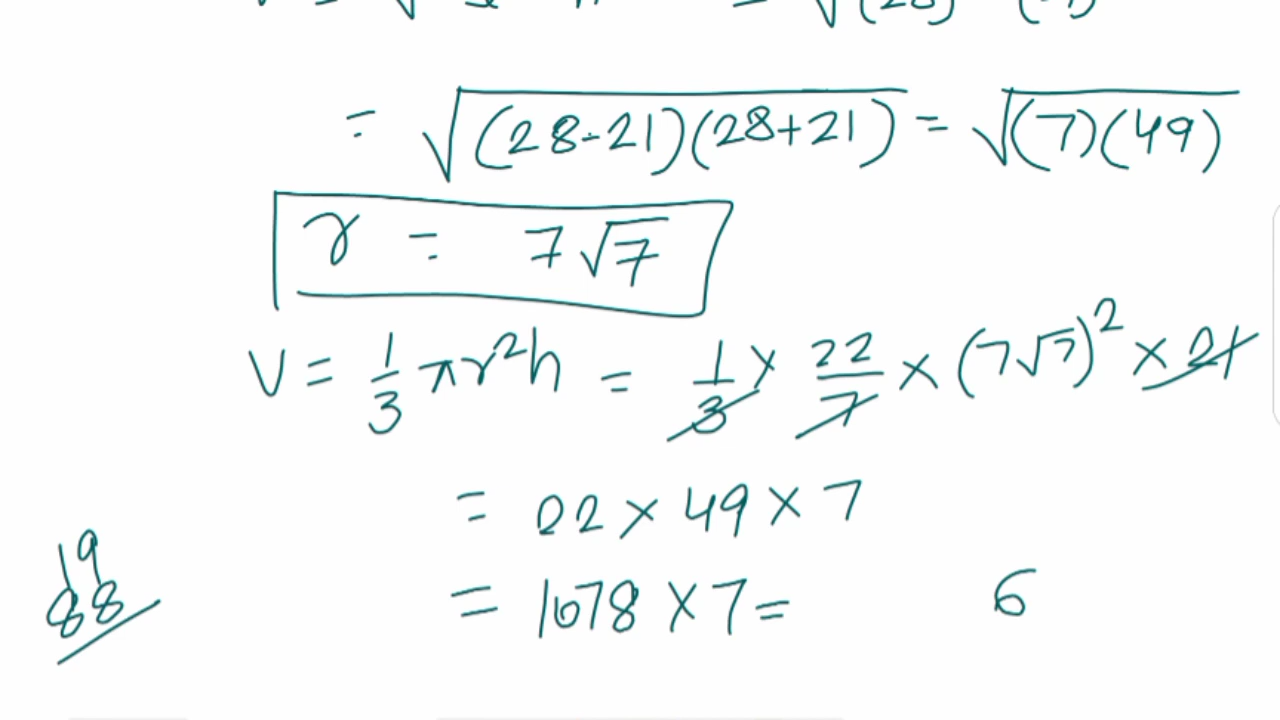 = √(28-21)(28+21) = √(7)(49)
r = 7√7
V = 1/3 πr²h = 1/3 × 22/7 × (7√7)² × 21
= 22 × 49 × 7
= 1078 × 7 = 6
19
88